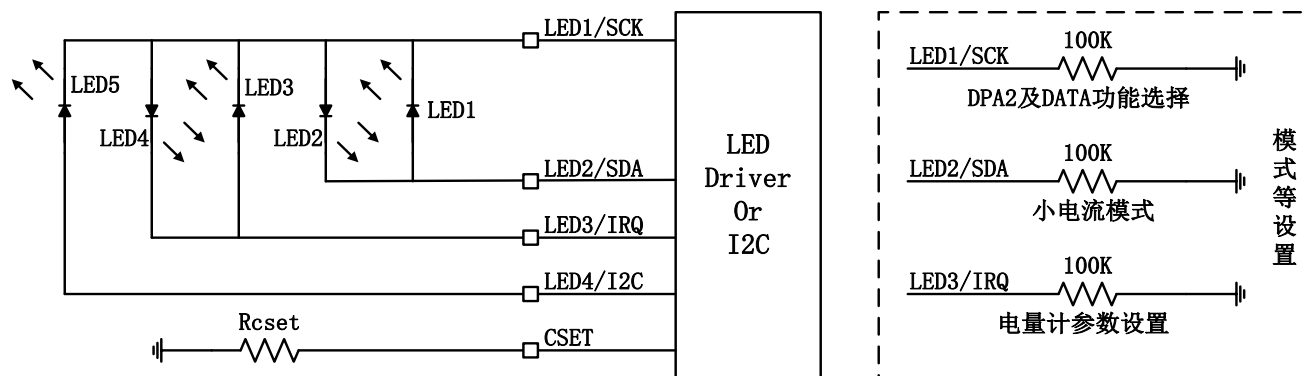 LED1/SCK
LED5
LED3
LED1
LED4
LED2
LED2/SDA
LED3/IRQ
LED4/I2C
Rcset
CSET
LED
Driver
Or
I2C
100K
LED1/SCK
DPA2及DATA功能选择
100K
LED2/SDA
小电流模式
100K
LED3/IRQ
电量计参数设置
模式等设置